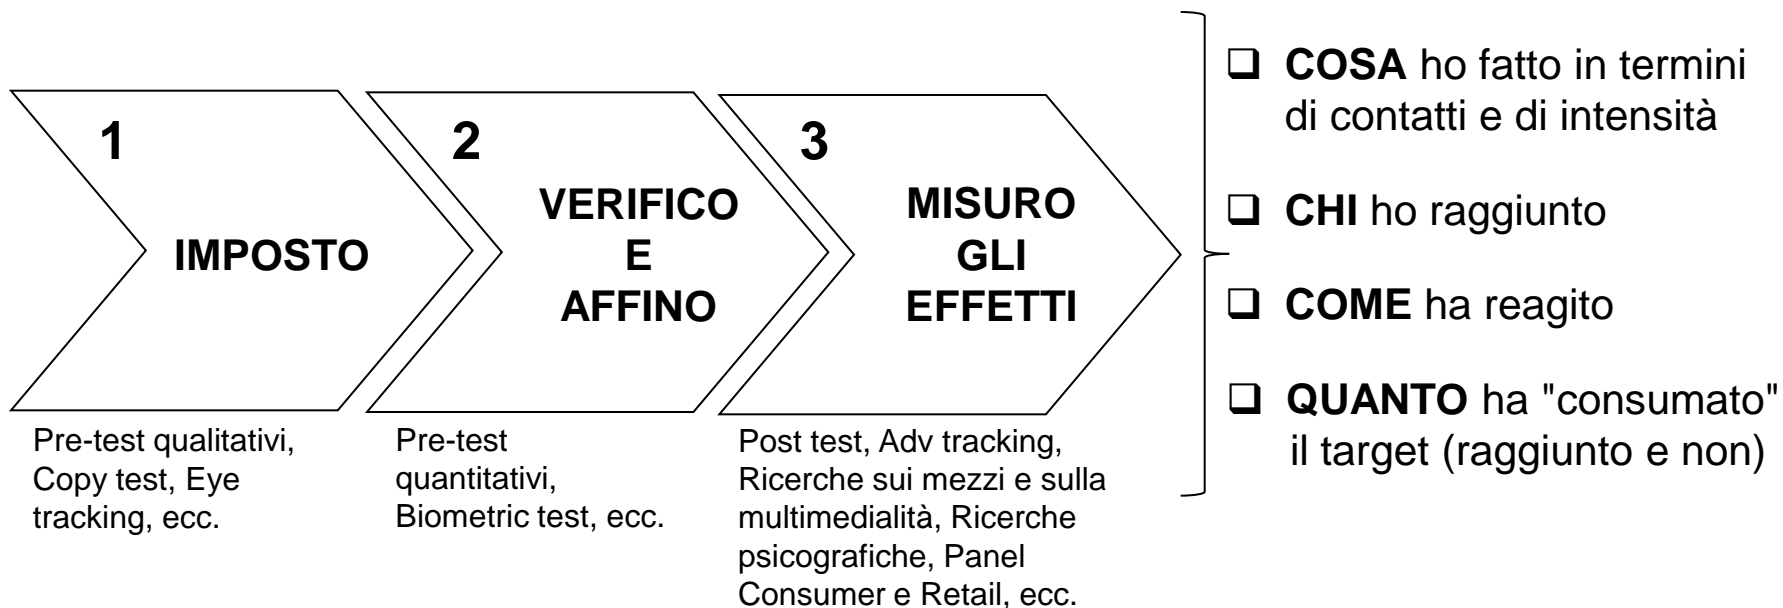 1
IMPOSTO
Pre-test qualitativi,
Copy test, Eye
tracking, ecc.
2
VERIFICO
E
AFFINO
Pre-test
quantitativi,
Biometric test, ecc.
3
MISURO
GLI
EFFETTI
Post test, Adv tracking,
Ricerche sui mezzi e sulla
multimedialità, Ricerche
psicografiche, Panel
Consumer e Retail, ecc.
❑ COSA ho fatto in termini
di contatti e di intensità
❑ CHI ho raggiunto
❑ COME ha reagito
❑ QUANTO ha "consumato"
il target (raggiunto e non)